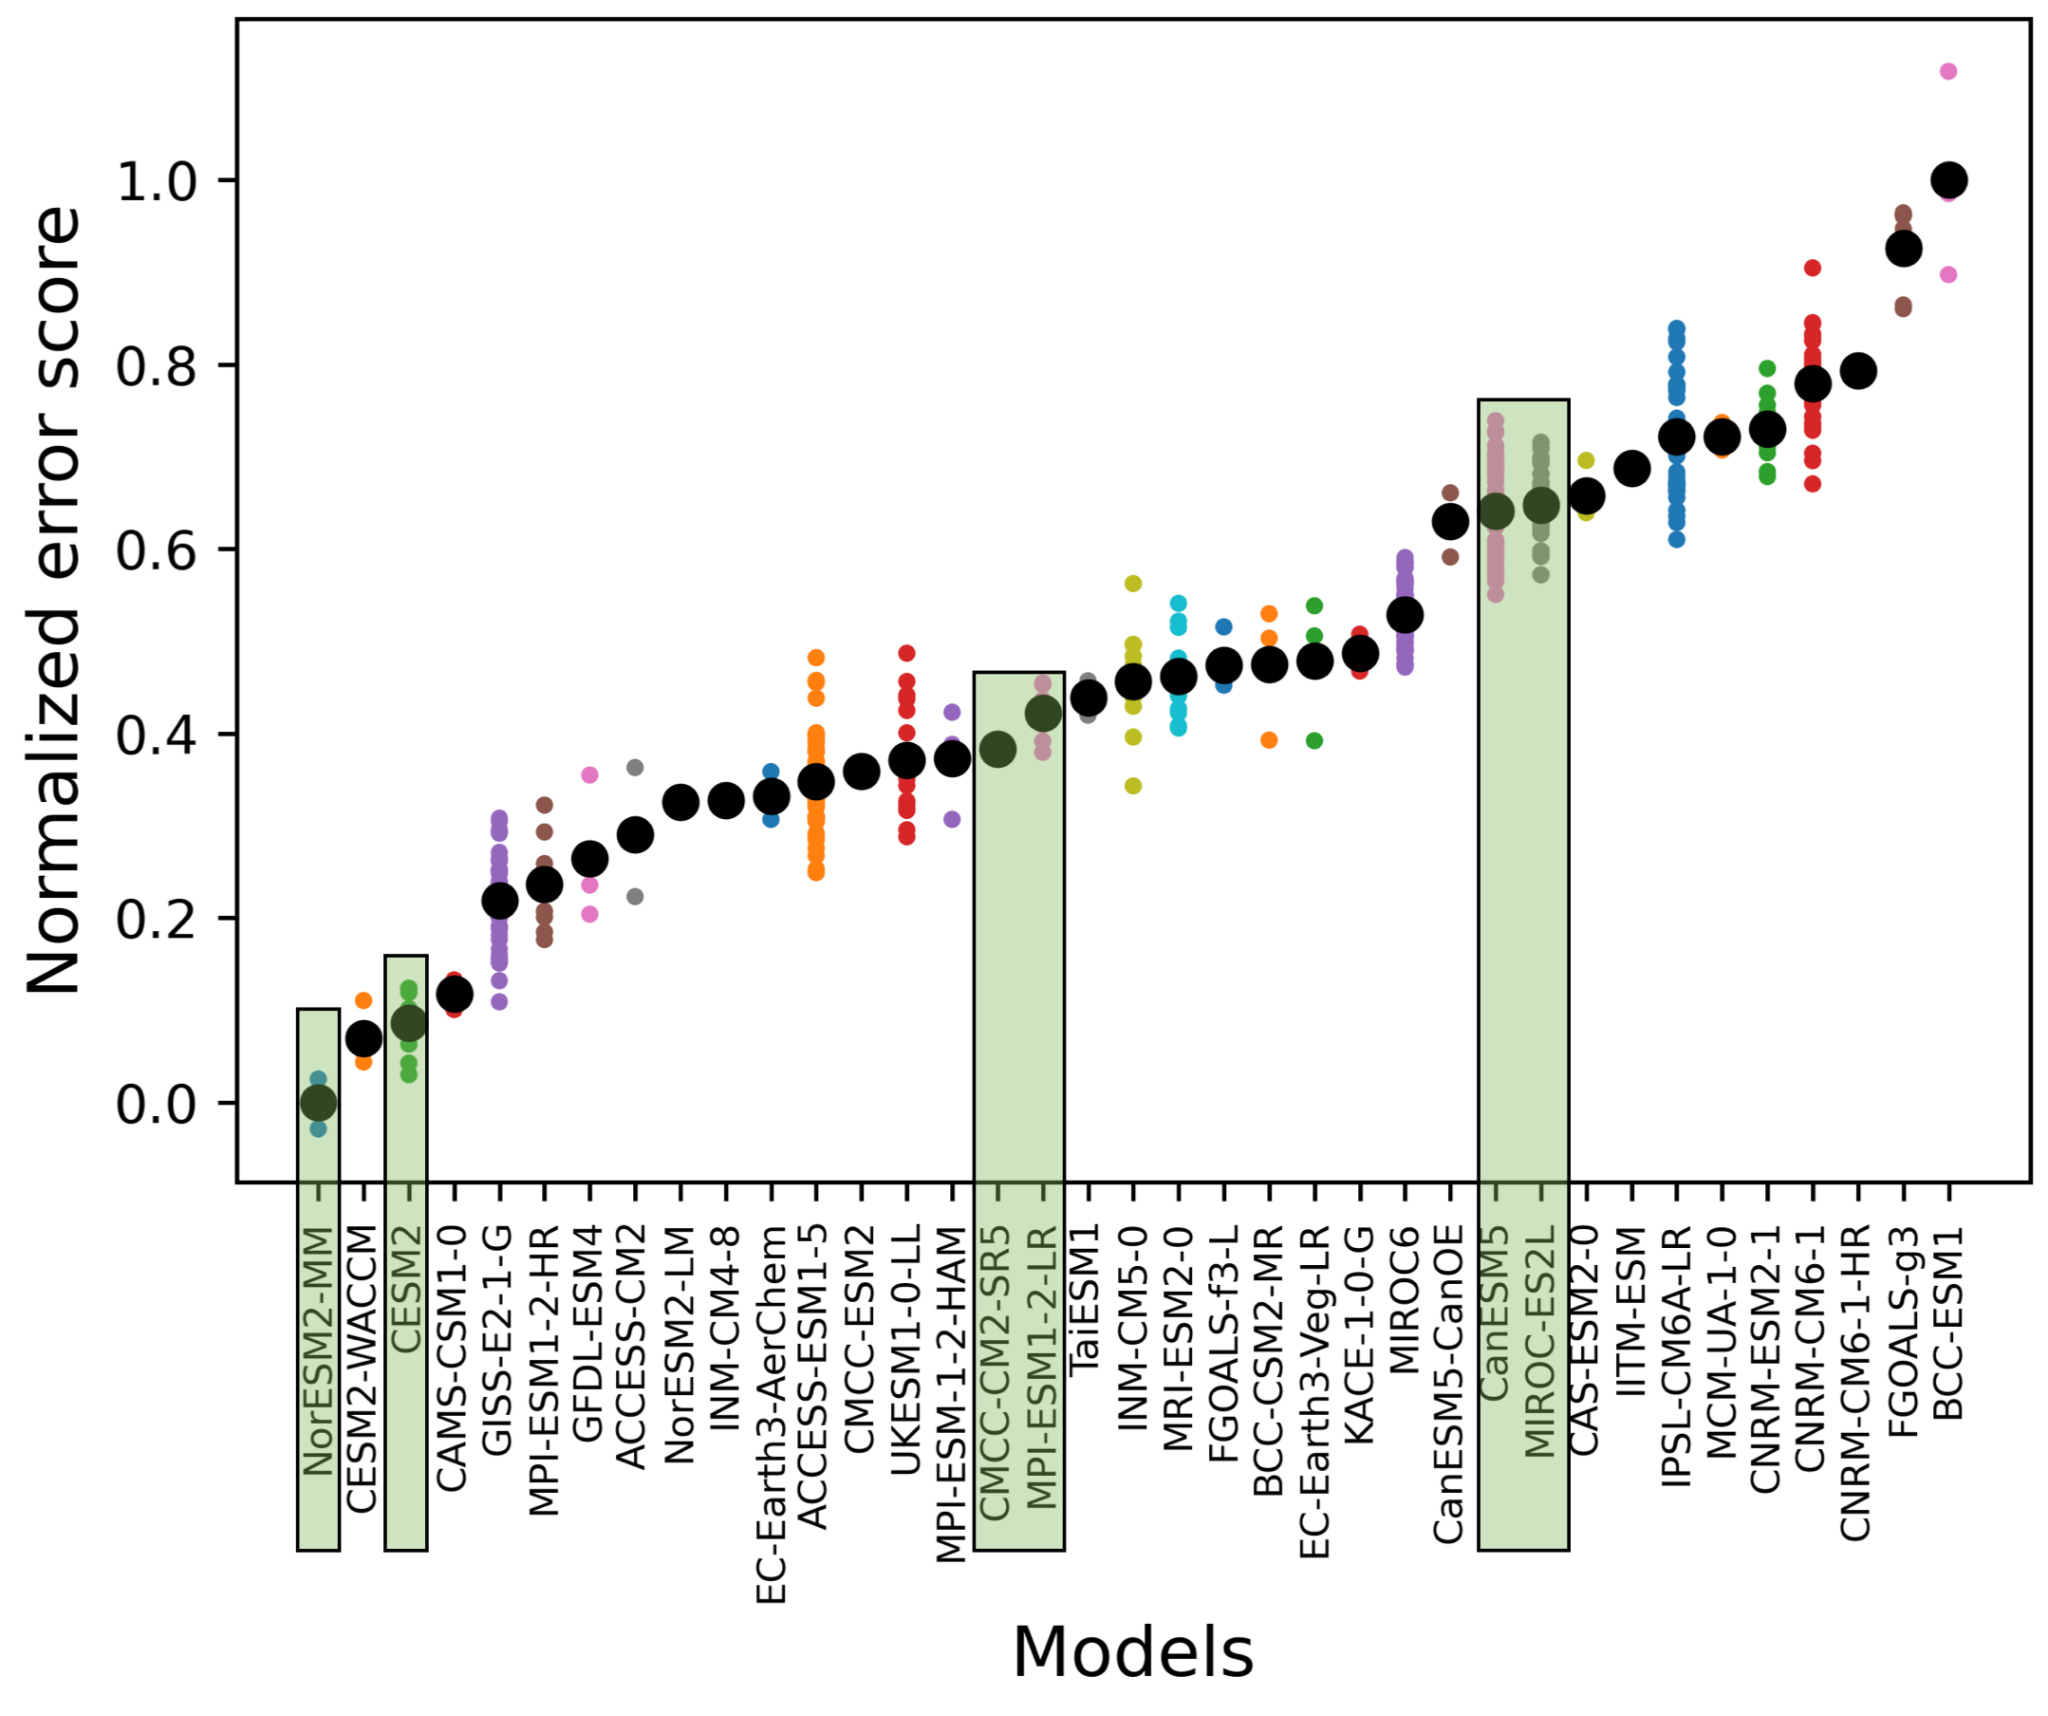 Normalized error score
1.0
0.8
0.6
0.4
0.2
0.0
NorESM2-MM
CESM2-WACCM
CESM2
CAMS-CSM1-0
GISS-E2-1-G
MPI-ESM1-2-HR
GFDL-ESM4
ACCESS-CM2
NorESM2-LM
INM-CM4-8
EC-Earth3-AerChem
ACCESS-ESM1-5
CMCC-ESM2
UKESM1-0-LL
MPI-ESM-1-2-HAM
CMCC-CM2-SR5
MPI-ESM1-2-LR
TaiESM1
INM-CM5-0
MRI-ESM2-0
FGOALS-f3-L
BCC-CSM2-MR
EC-Earth3-Veg-LR
KACE-1-0-G
MIROC6
CanESM5-CanOE
CanESM5
MIROC-ES2L
CAS-ESM2-0
IITM-ESM
IPSL-CM6A-LR
MCM-UA-1-0
CNRM-ESM2-1
CNRM-CM6-1
CNRM-CM6-1-HR
FGOALS-g3
BCC-ESM1
Models